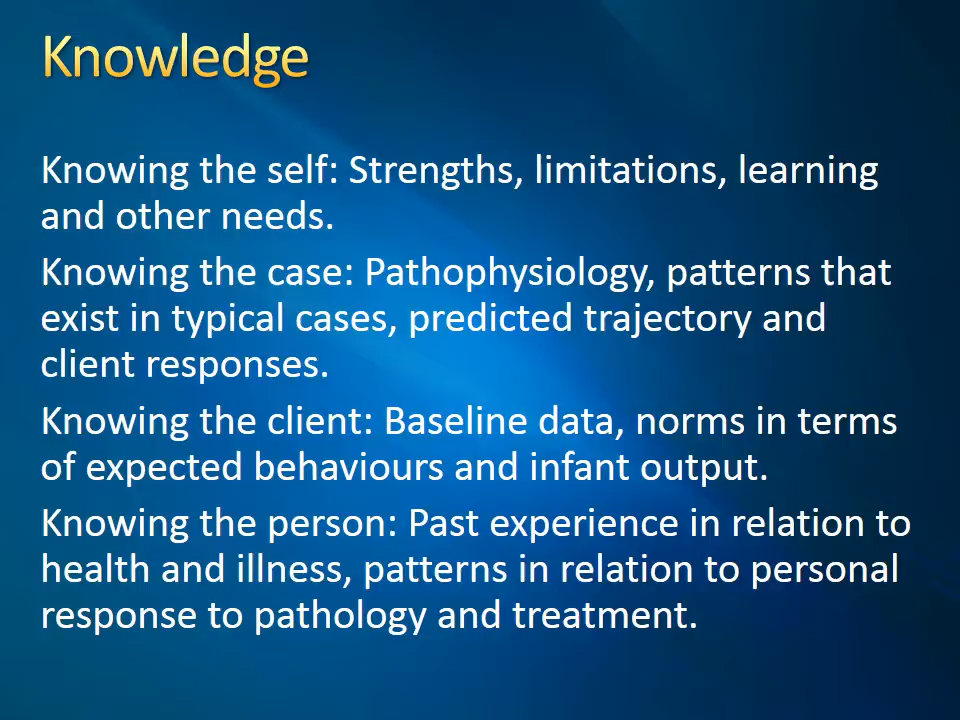 Knowledge
Knowing the self: Strengths, limitations, learning
and other needs.
Knowing the case: Pathophysiology, patterns that
exist in typical cases, predicted trajectory and
client responses.
Knowing the client: Baseline data, norms in terms
of expected behaviours and infant output.
Knowing the person: Past experience in relation to
health and illness, patterns in relation to personal
response to pathology and treatment.